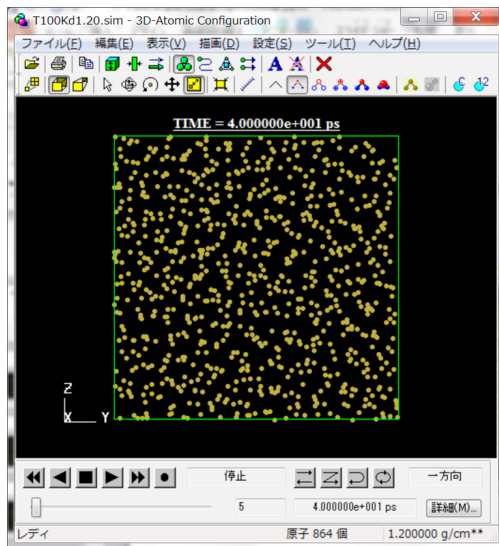 T100Kd1.20.sim - 3D-Atomic Configuration
ファイル(F) 編集(E) 表示(V) 描画(D) 設定(S) ツール(T) ヘルプ(H)
A
C 12
TIME = 4.000000e+001 ps
Z
X Y
停止 一方向
5 4.000000e+001 ps 詳細(M)...
レディ 原子 864 個 1.200000 g/cm**